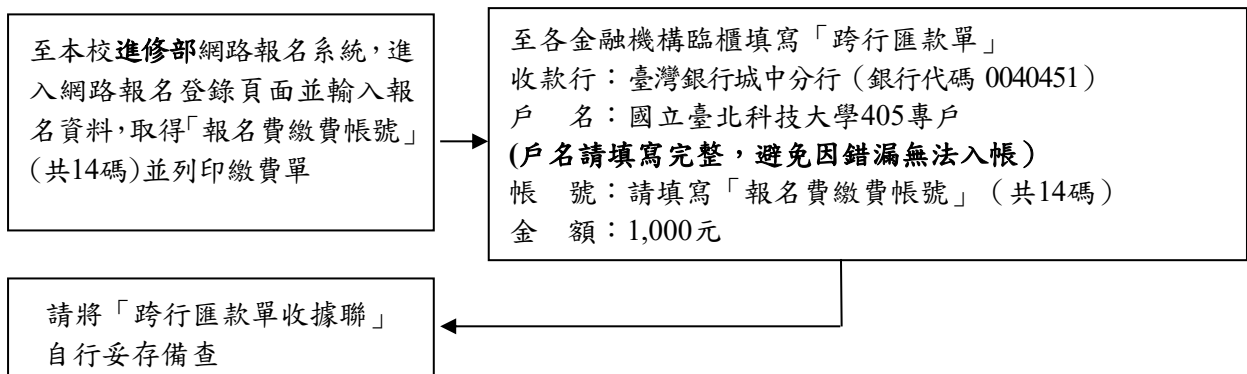 至本校進修部網路報名系統，進
入網路報名登錄頁面並輸入報
名資料，取得「報名費繳費帳號」
(共14碼)並列印繳費單
至各金融機構臨櫃填寫「跨行匯款單」
收款行：臺灣銀行城中分行（銀行代碼 0040451）
戶　名：國立臺北科技大學405專戶
(戶名請填寫完整，避免因錯漏無法入帳）
帳　號：請填寫「報名費繳費帳號」（共14碼）
金　額：1,000元
請將「跨行匯款單收據聯」
自行妥存備查